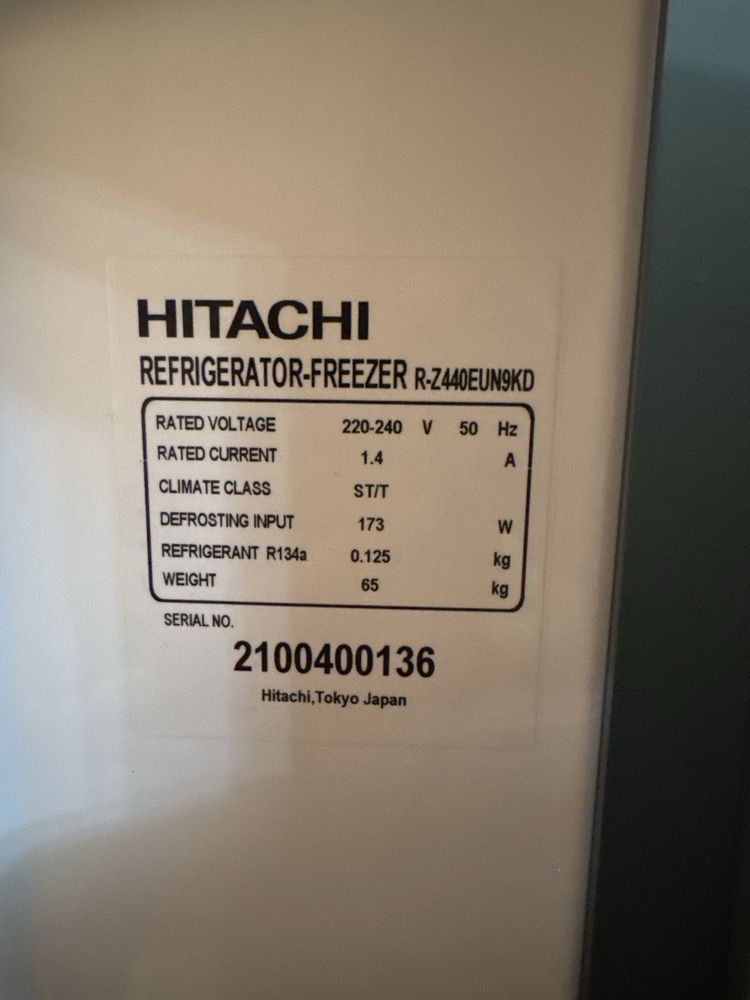 HITACHI
REFRIGERATOR-FREEZER R-Z440EUN9KD
RATED VOLTAGE 220-240 V 50 Hz
RATED CURRENT 1.4 A
CLIMATE CLASS ST/T
DEFROSTING INPUT 173 W
REFRIGERANT R134a 0.125 kg
WEIGHT 65 kg
SERIAL NO.
2100400136
Hitachi,Tokyo Japan